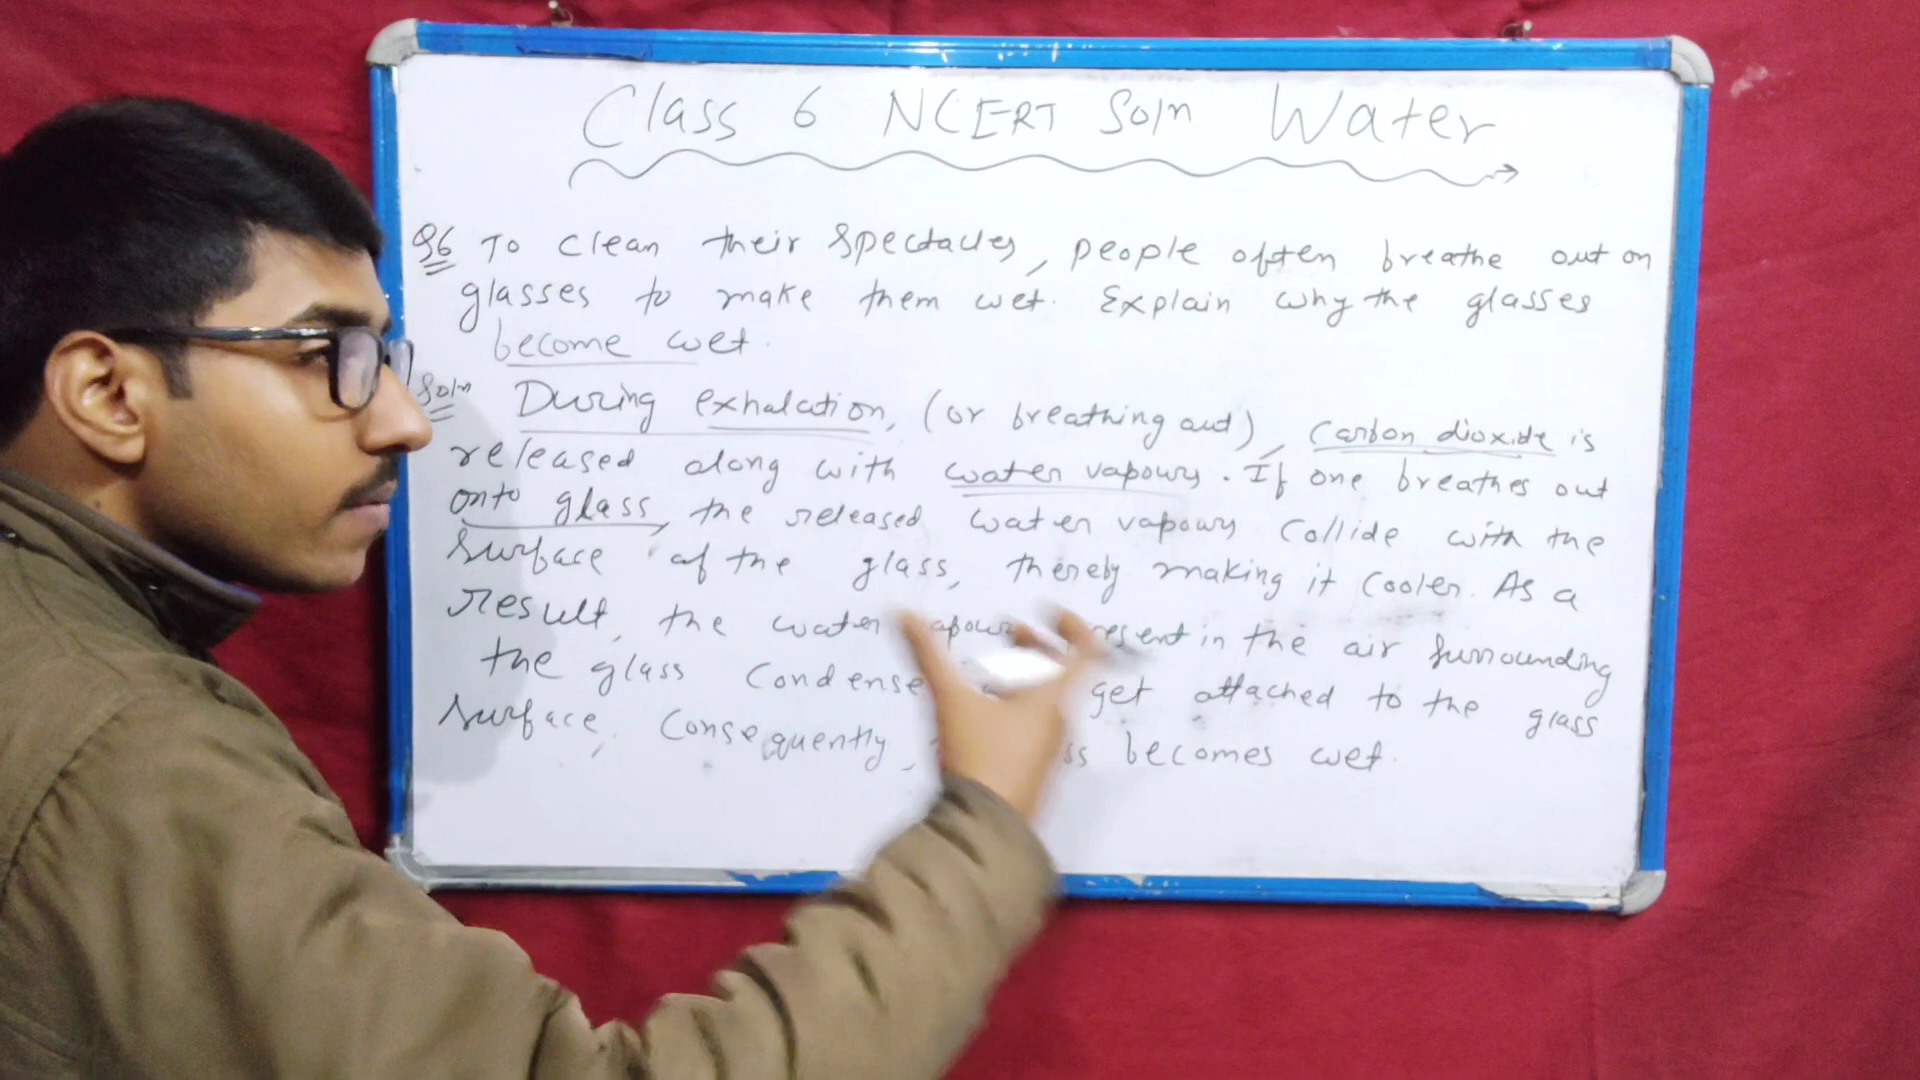 Class 6 NCERT Soln Water
Q6 To clean their spectacles, people often breathe out on
glasses to make them wet. Explain why the glasses
become wet.
Soln During exhalation, (or breathing out), Carbon dioxide is
released along with water vapours. If one breathes out
onto glass, the released water vapours collide with the
surface of the glass, thereby making it cooler. As a
result, the water present in the air surrounding
the glass condense get attached to the glass
surface. Consequently, becomes wet.